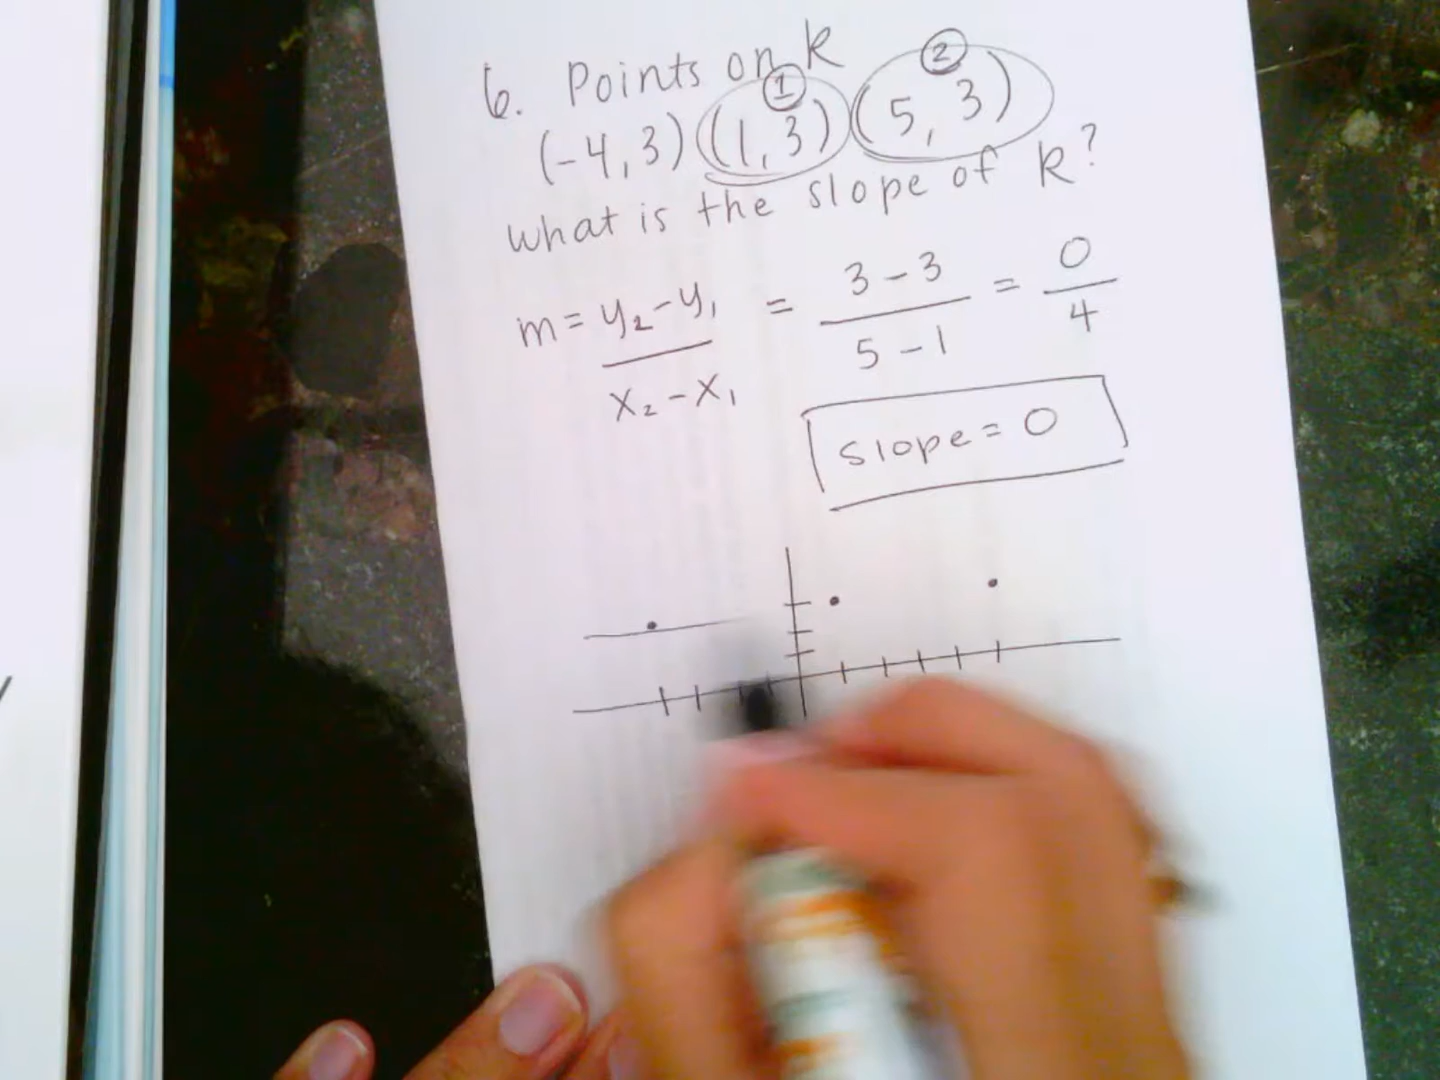 6. Points on k
(-4, 3) (1, 3) (5, 3)
1 2
what is the slope of k?
m = y₂ - y₁ / x₂ - x₁ = 3 - 3 / 5 - 1 = 0 / 4
slope = 0